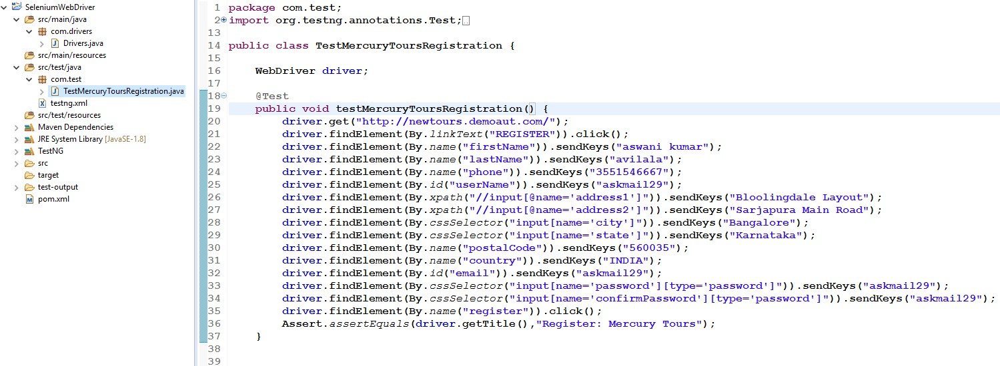 SeleniumWebDriver
src/main/java
com.drivers
Drivers.java
src/main/resources
src/test/java
com.test
TestMercuryToursRegistration.java
testng.xml
src/test/resources
Maven Dependencies
JRE System Library [JavaSE-1.8]
TestNG
src
target
test-output
pom.xml
1 package com.test;
2 import org.testng.annotations.Test;
13
14 public class TestMercuryToursRegistration {
15
16 WebDriver driver;
17
18 @Test
19 public void testMercuryToursRegistration() {
20 driver.get("http://newtours.demoaut.com/");
21 driver.findElement(By.linkText("REGISTER")).click();
22 driver.findElement(By.name("firstName")).sendKeys("aswani kumar");
23 driver.findElement(By.name("lastName")).sendKeys("avilala");
24 driver.findElement(By.name("phone")).sendKeys("3551546667");
25 driver.findElement(By.id("userName")).sendKeys("askmail29");
26 driver.findElement(By.xpath("//input[@name='address1']")).sendKeys("Bloolingdale Layout");
27 driver.findElement(By.xpath("//input[@name='address2']")).sendKeys("Sarjapura Main Road");
28 driver.findElement(By.cssSelector("input[name='city']")).sendKeys("Bangalore");
29 driver.findElement(By.cssSelector("input[name='state']")).sendKeys("Karnataka");
30 driver.findElement(By.name("postalCode")).sendKeys("560035");
31 driver.findElement(By.name("country")).sendKeys("INDIA");
32 driver.findElement(By.id("email")).sendKeys("askmail29");
33 driver.findElement(By.cssSelector("input[name='password'][type='password']")).sendKeys("askmail29");
34 driver.findElement(By.cssSelector("input[name='confirmPassword'][type='password']")).sendKeys("askmail29");
35 driver.findElement(By.name("register")).click();
36 Assert.assertEquals(driver.getTitle(),"Register: Mercury Tours");
37 }
38
39